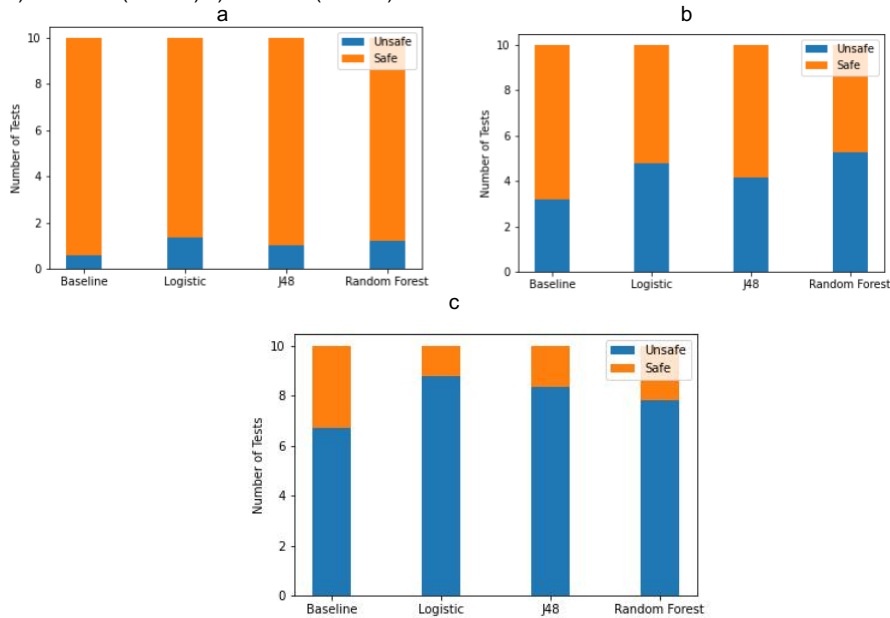 a
b
10
8
6
4
2
0
Number of Tests
Unsafe
Safe
Baseline
Logistic
J48
Random Forest
10
8
6
4
2
0
Number of Tests
Unsafe
Safe
Baseline
Logistic
J48
Random Forest
c
10
8
6
4
2
0
Number of Tests
Unsafe
Safe
Baseline
Logistic
J48
Random Forest